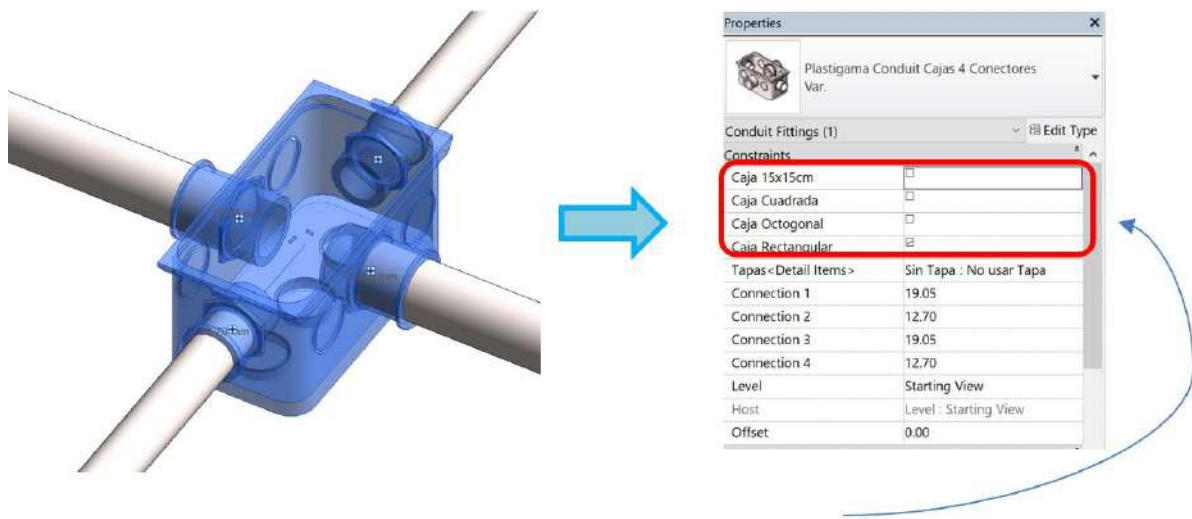 Properties
Plastigama Conduit Cajas 4 Conectores
Var.
Conduit Fittings (1)
Edit Type
Constraints
Caja 15x15cm
Caja Cuadrada
Caja Octogonal
Caja Rectangular
Tapas<Detail Items> Sin Tapa : No usar Tapa
Connection 1 19.05
Connection 2 12.70
Connection 3 19.05
Connection 4 12.70
Level Starting View
Host Level : Starting View
Offset 0.00